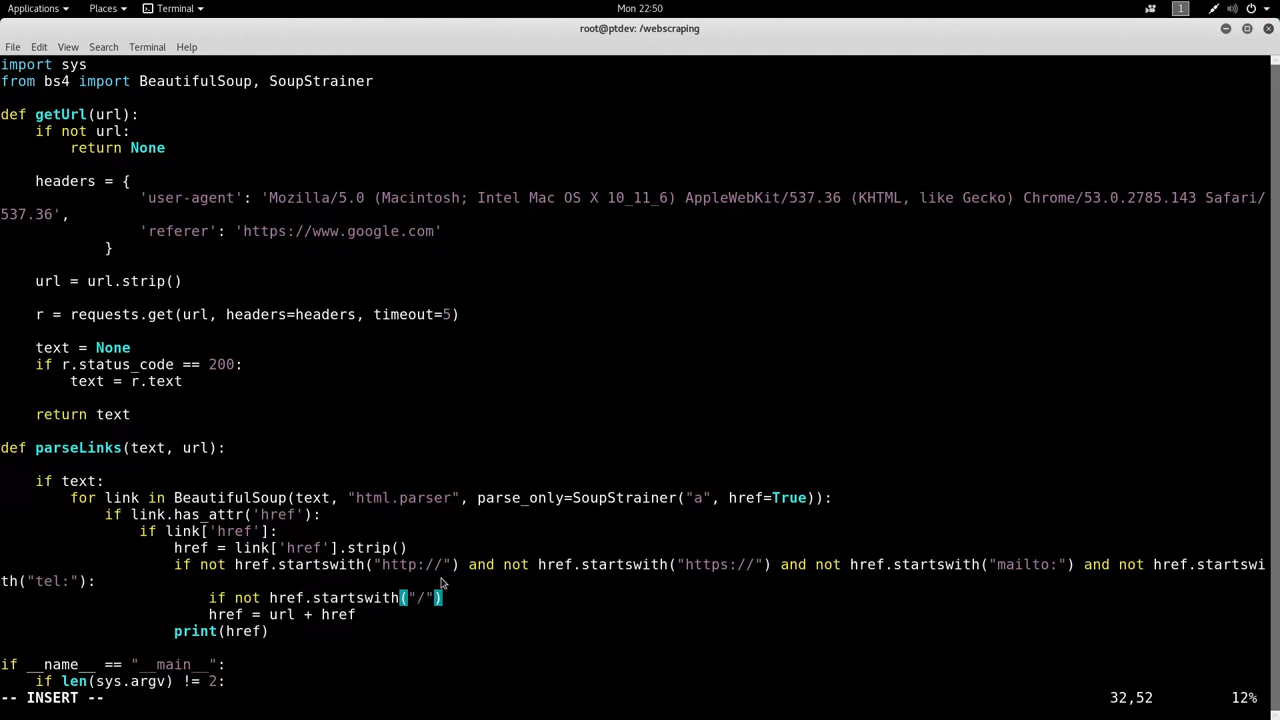 Applications Places Terminal Mon 22:50 1
root@ptdev: /webscraping
File Edit View Search Terminal Help
import sys
from bs4 import BeautifulSoup, SoupStrainer
def getUrl(url):
    if not url:
        return None
    headers = {
                'user-agent': 'Mozilla/5.0 (Macintosh; Intel Mac OS X 10_11_6) AppleWebKit/537.36 (KHTML, like Gecko) Chrome/53.0.2785.143 Safari/
537.36',
                'referer': 'https://www.google.com'
            }
    url = url.strip()
    r = requests.get(url, headers=headers, timeout=5)
    text = None
    if r.status_code == 200:
        text = r.text
    return text
def parseLinks(text, url):
    if text:
        for link in BeautifulSoup(text, "html.parser", parse_only=SoupStrainer("a", href=True)):
            if link.has_attr('href'):
                if link['href']:
                    href = link['href'].strip()
                    if not href.startswith("http://") and not href.startswith("https://") and not href.startswith("mailto:") and not href.startswi
th("tel:"):
                        if not href.startswith("/")
                        href = url + href
                    print(href)
if __name__ == "__main__":
    if len(sys.argv) != 2:
-- INSERT -- 32,52 12%